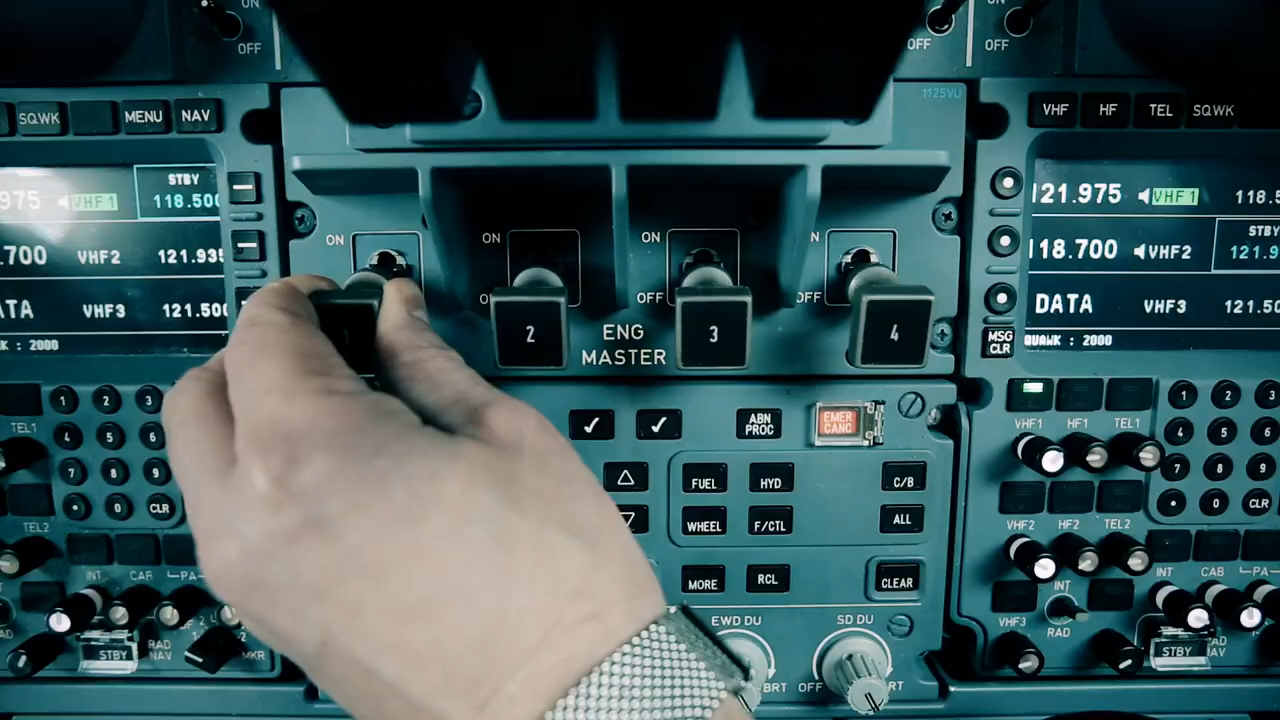 ON
OFF
OFF
ON
OFF
1125VU
SQWK
MENU
NAV
VHF
HF
TEL
SQWK
975 VHF1
STBY
118.500
.700 VHF2 121.935
ATA VHF3 121.500
K : 2000
121.975 VHF1 118.5
118.700 VHF2
STBY
121.9
DATA VHF3 121.50
QUAWK : 2000
MSG
CLR
ON
ON
ON
OFF
OFF
1
2
3
4
ENG
MASTER
✓
✓
ABN
PROC
EMER
CANC
△
▽
FUEL
HYD
C/B
WHEEL
F/CTL
ALL
MORE
RCL
CLEAR
EWD DU
SD DU
BRT
OFF
BRT
1 2 3
4 5 6
7 8 9
• 0 CLR
TEL1
TEL2
INT CAB PA
RAD
NAV
STBY
MKR
1 2 3
4 5 6
7 8 9
• 0 CLR
VHF1 HF1 TEL1
VHF2 HF2 TEL2
INT
RAD
VHF3
INT CAB PA
STBY
RAD
NAV